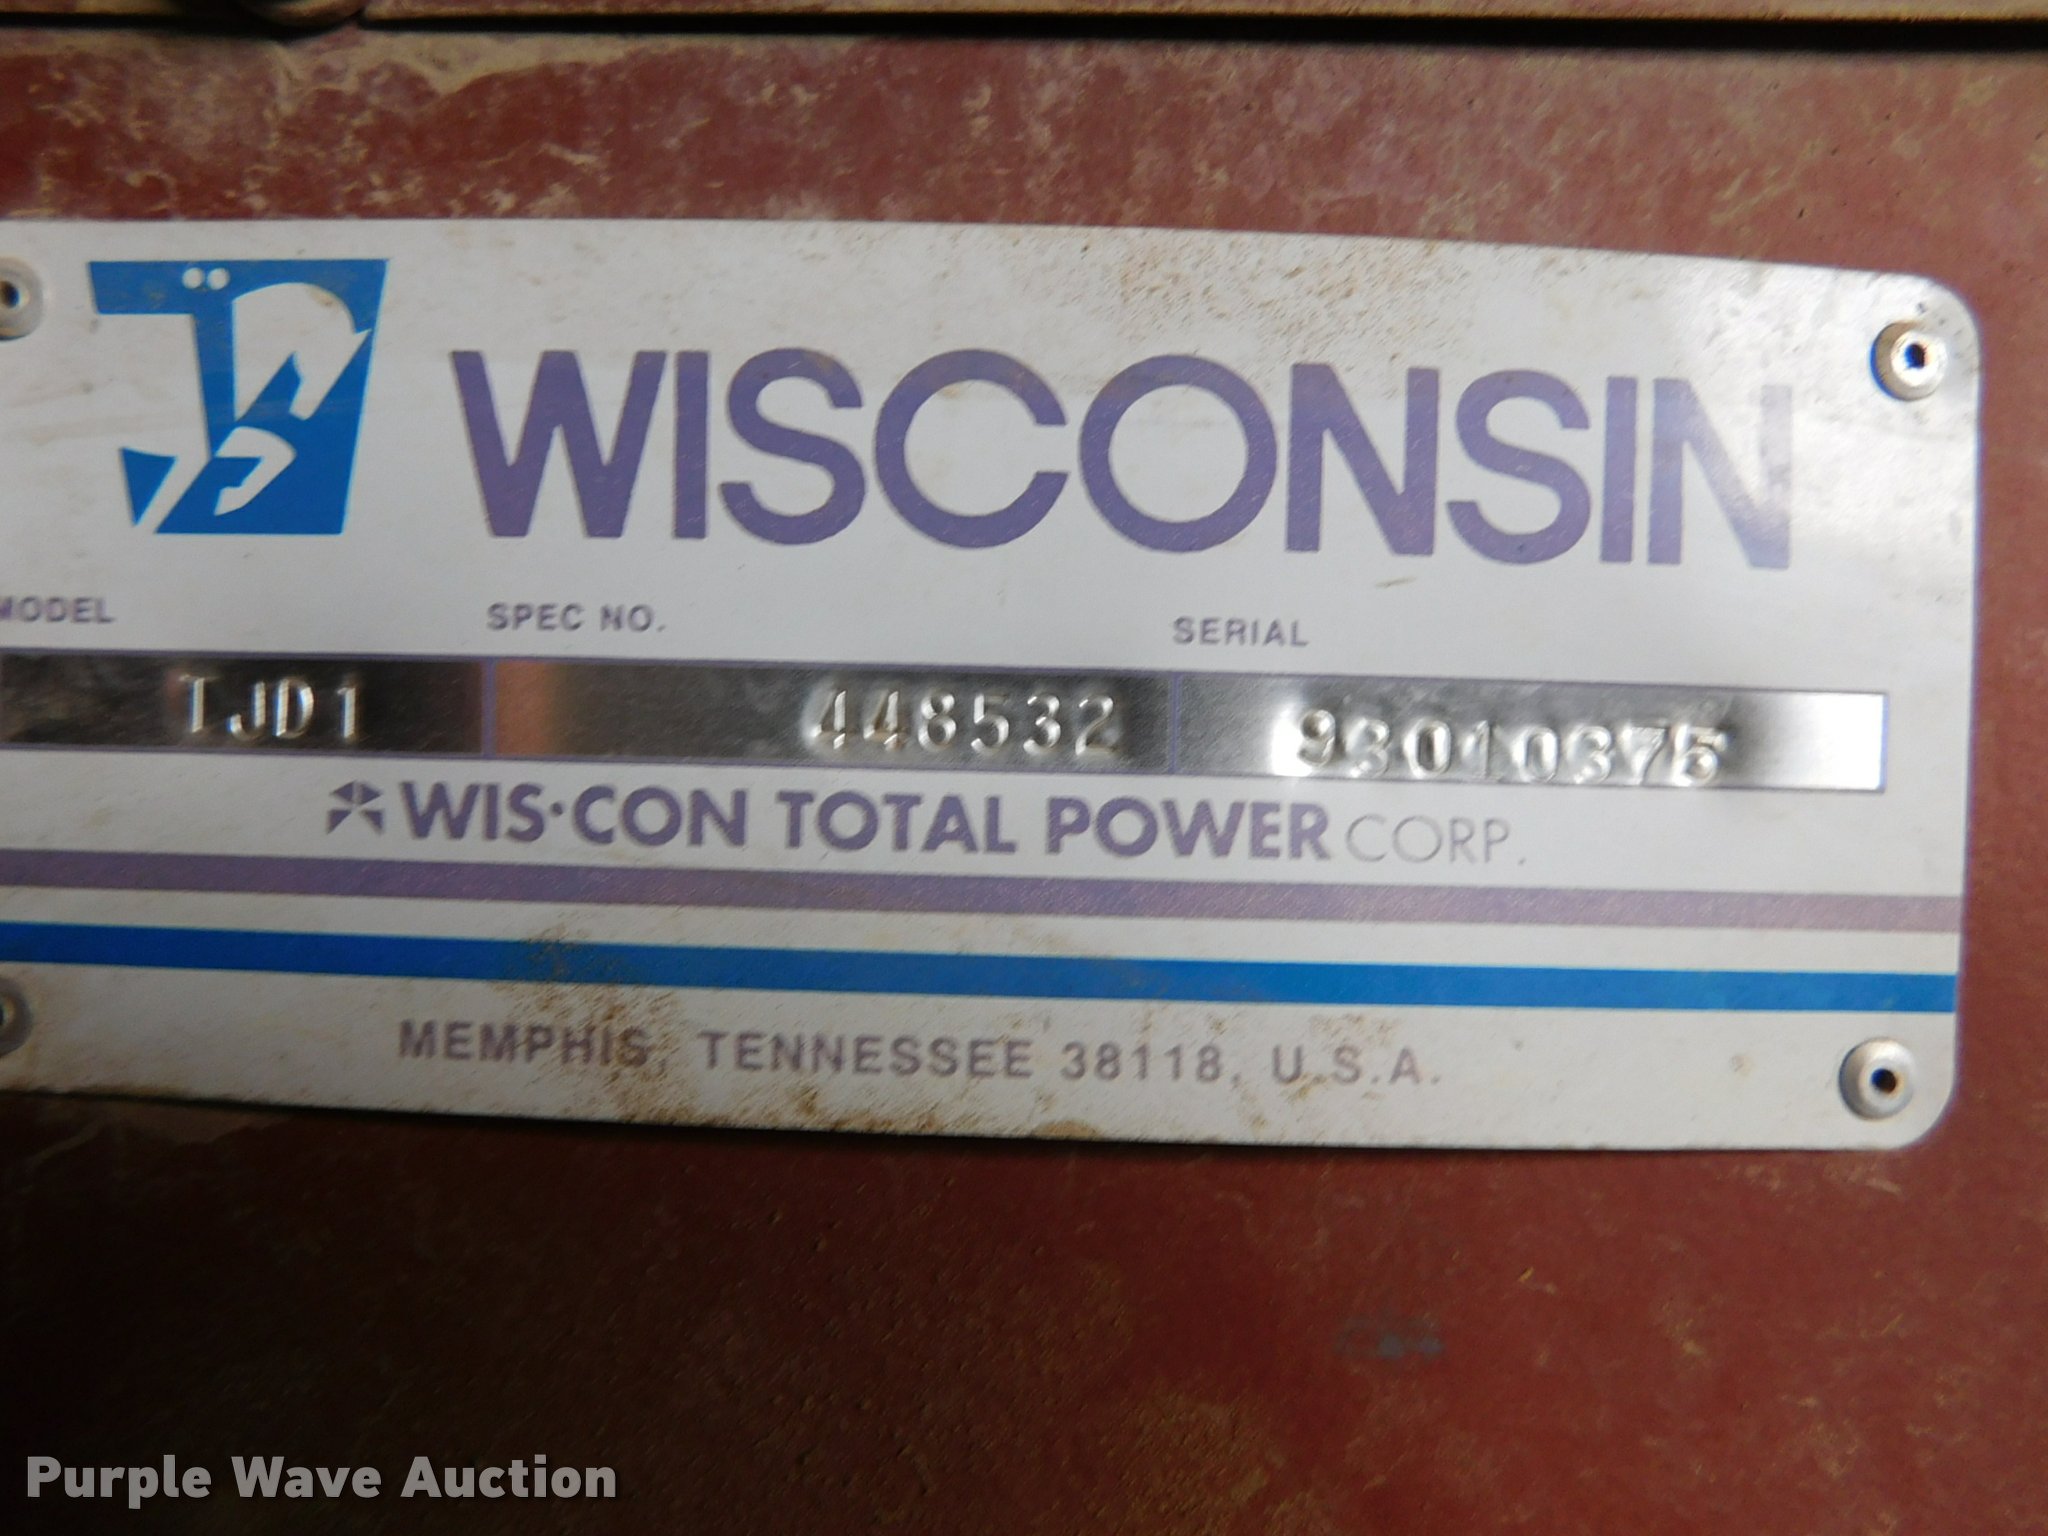 WISCONSIN
MODEL SPEC NO. SERIAL
TJD1 448532 93010375
WIS·CON TOTAL POWER CORP.
MEMPHIS, TENNESSEE 38118, U.S.A.
Purple Wave Auction